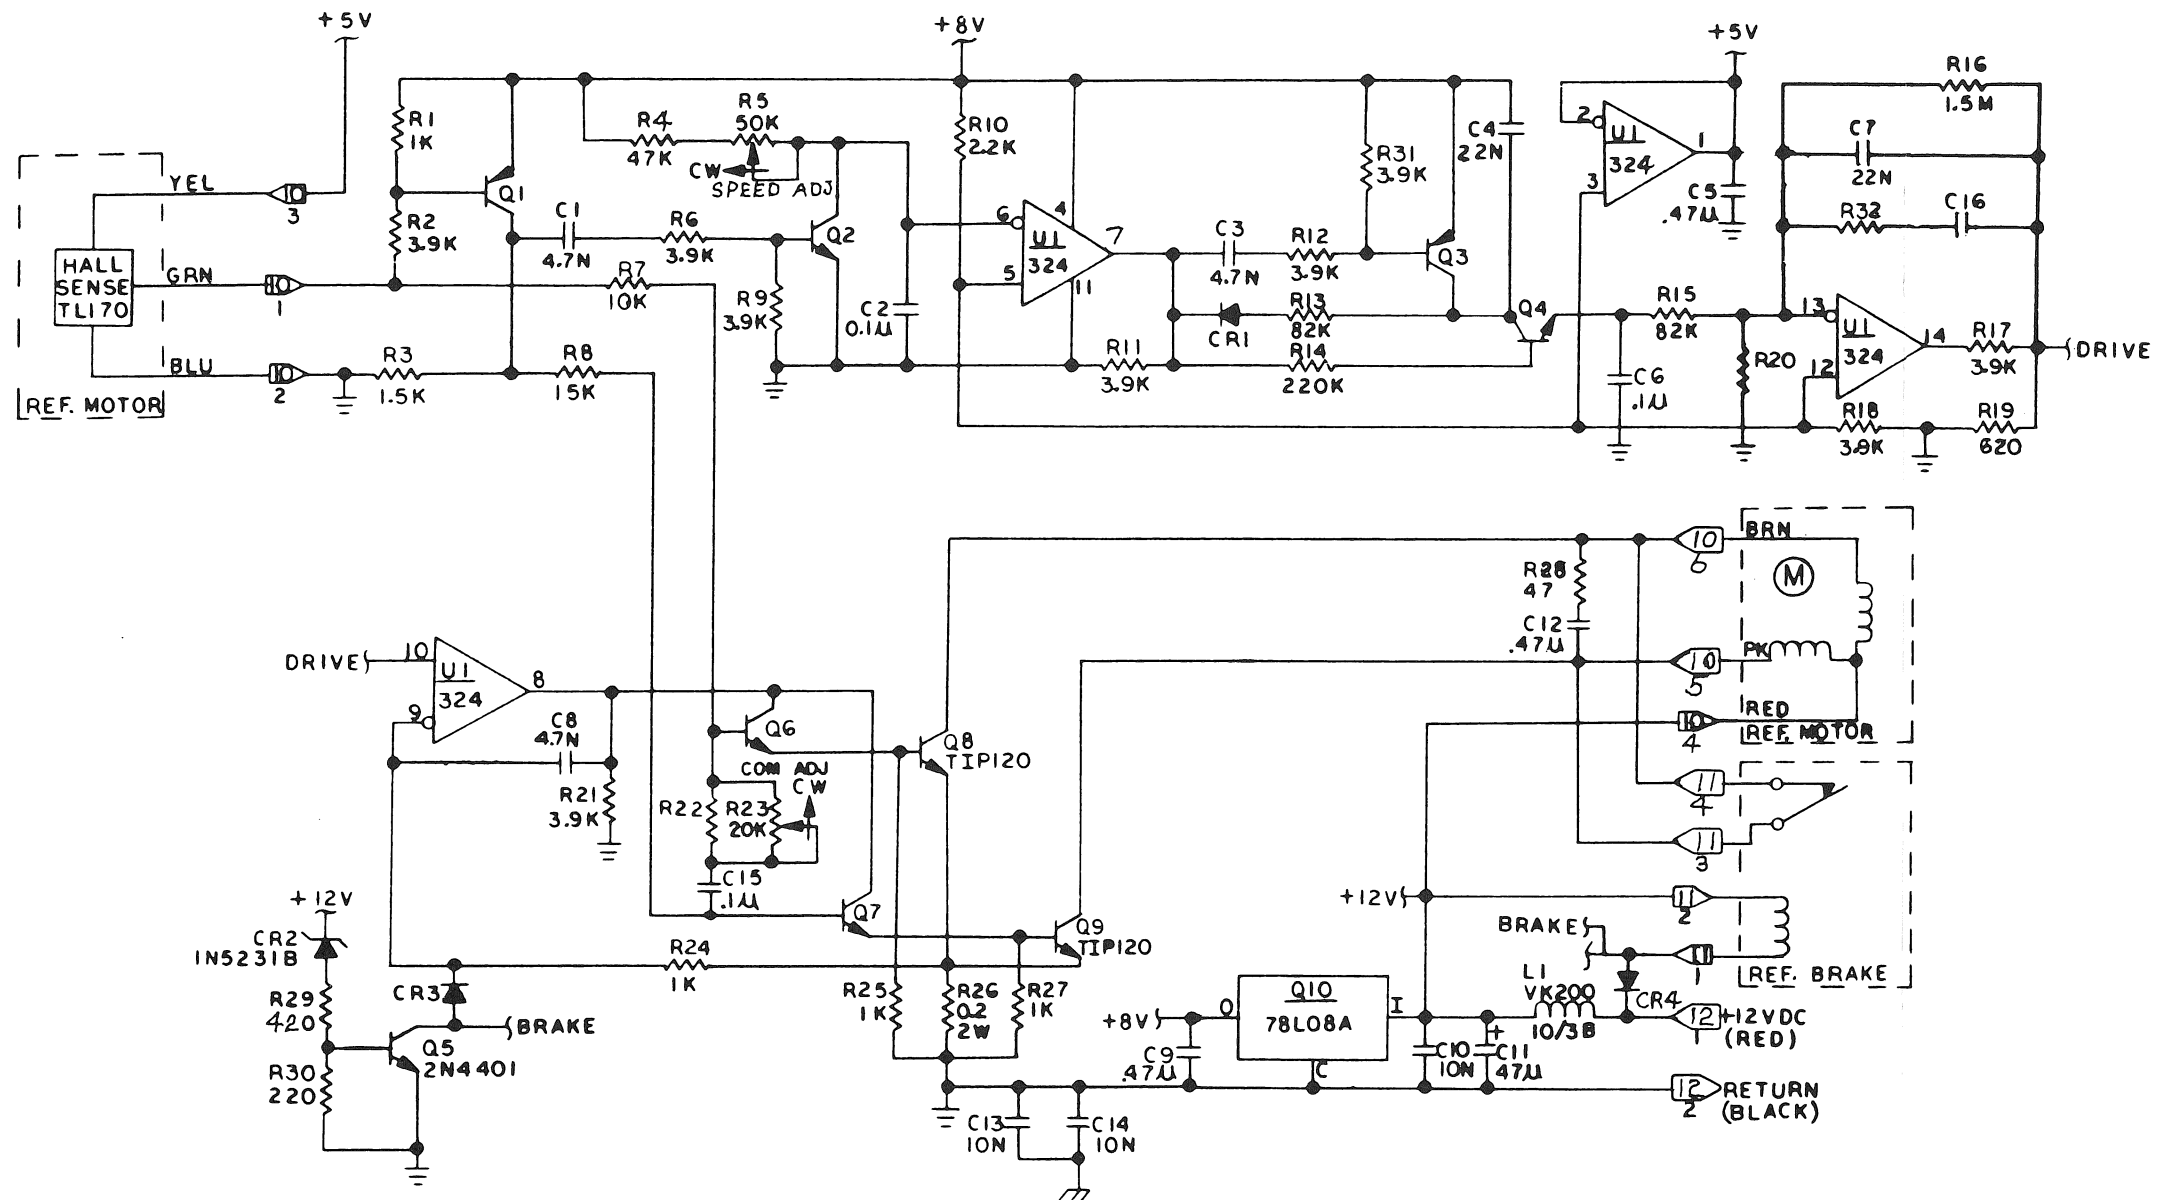 +5V
+8V
+5V
R16
1.5M
R1
1K
R4
47K
R5
50K
CW
SPEED ADJ
R10
2.2K
R31
3.9K
C4
22N
2
U1
324
1
3
C5
.47µ
C7
22N
R32
C16
YEL
3
Q1
R2
3.9K
C1
4.7N
R6
3.9K
Q2
6
4
U1
324
7
5
11
C3
4.7N
R12
3.9K
Q3
HALL
SENSE
TL170
GRN
1
R7
10K
R9
3.9K
C2
0.1µ
CR1
R13
82K
Q4
R15
82K
R20
13
U1
324
14
12
R17
3.9K
DRIVE
BLU
2
REF. MOTOR
R3
1.5K
R8
15K
R11
3.9K
R14
220K
C6
.1µ
R18
3.9K
R19
620
10
6
BRN
M
R28
47
C12
.47µ
10
5
PK
10
4
RED
REF. MOTOR
DRIVE
10
U1
324
8
9
C8
4.7N
R21
3.9K
Q6
COM ADJ
CW
R22
R23
20K
C15
.1µ
Q7
Q8
TIP120
Q9
TIP120
11
4
11
3
+12V
11
2
BRAKE
1
REF. BRAKE
+12V
CR2
1N5231B
R29
420
R30
220
CR3
BRAKE
Q5
2N4401
R24
1K
R25
1K
R26
0.2
2W
R27
1K
+8V
O
Q10
78L08A
I
C
C9
.47µ
L1
VK200
10/3B
CR4
12
1
+12VDC
(RED)
C10
10N
+
C11
47µ
12
2
RETURN
(BLACK)
C13
10N
C14
10N